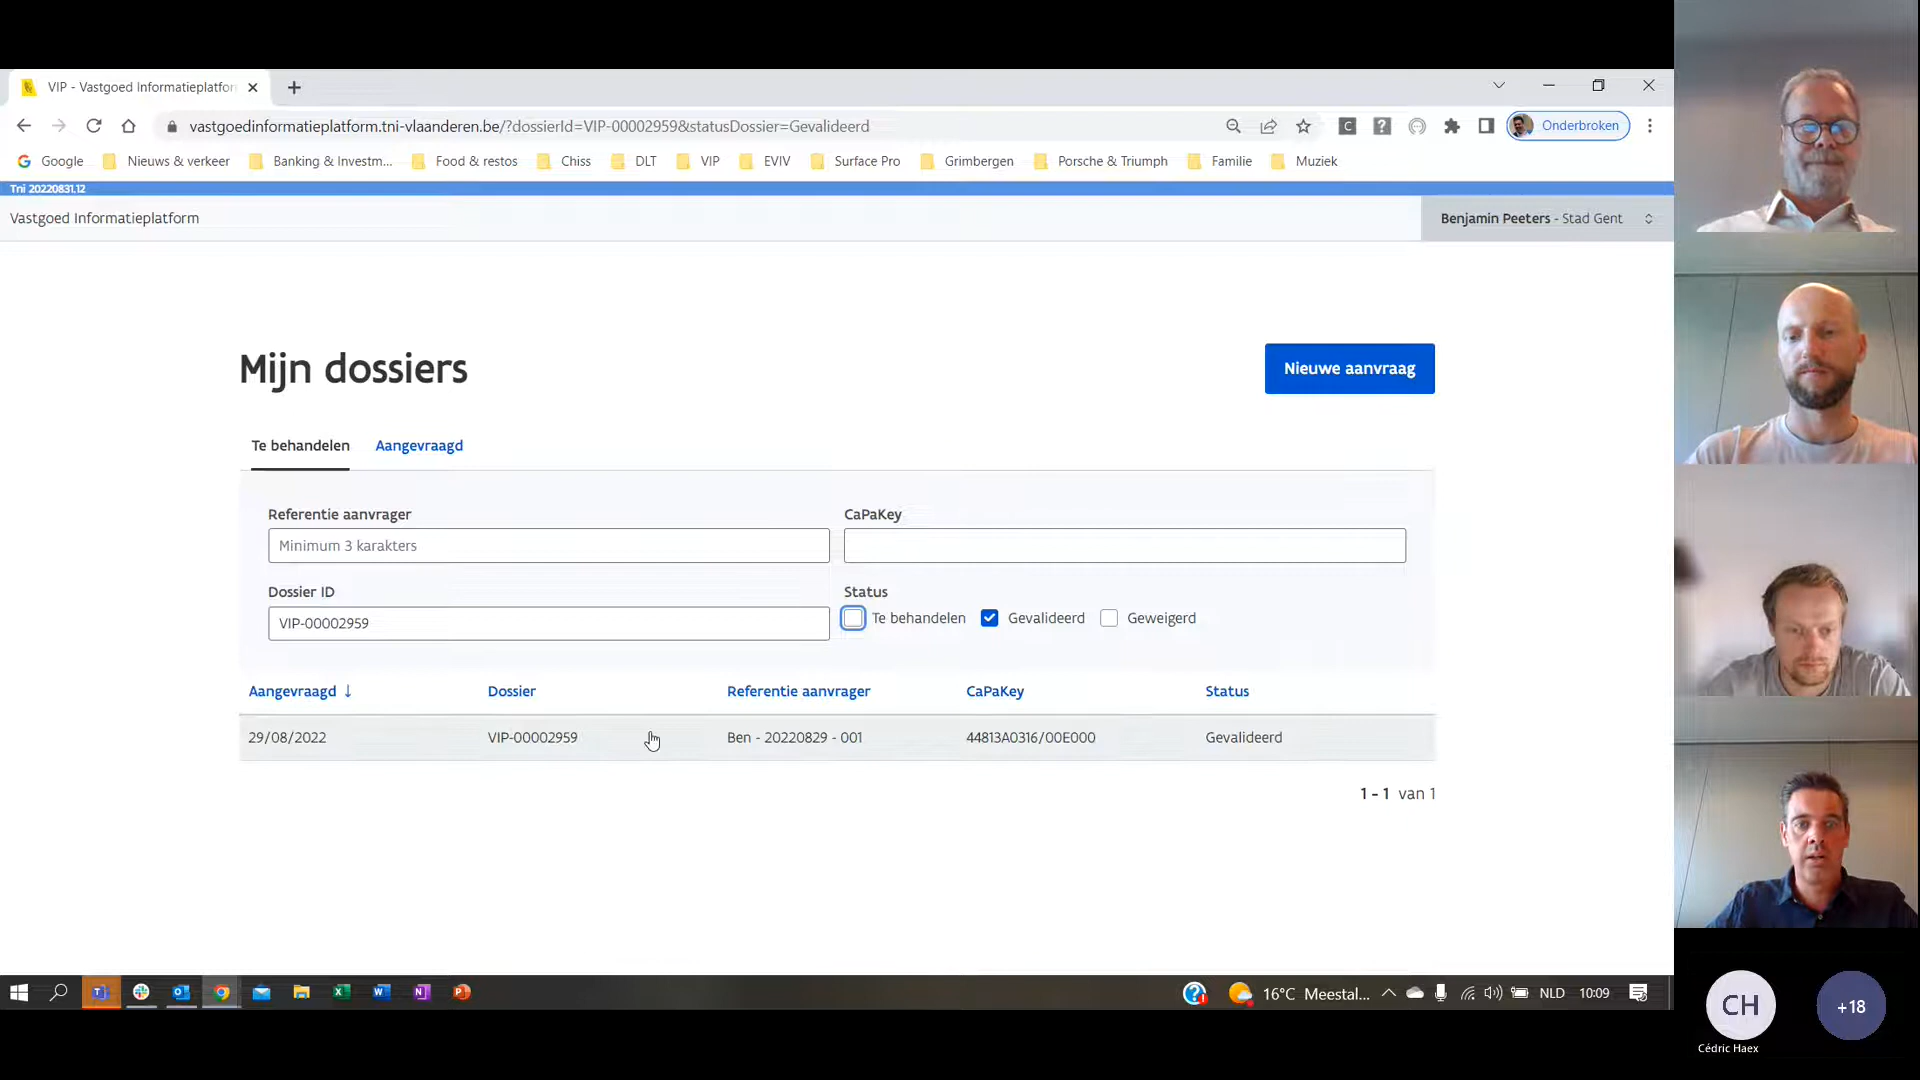 VIP - Vastgoed Informatieplatfor
vastgoedinformatieplatform.tni-vlaanderen.be/?dossierId=VIP-00002959&statusDossier=Gevalideerd
Onderbroken
Google
Nieuws & verkeer
Banking & Investm...
Food & restos
Chiss
DLT
VIP
EVIV
Surface Pro
Grimbergen
Porsche & Triumph
Familie
Muziek
Tni 20220831.12
Vastgoed Informatieplatform
Benjamin Peeters - Stad Gent
Mijn dossiers
Nieuwe aanvraag
Te behandelen
Aangevraagd
Referentie aanvrager
CaPaKey
Minimum 3 karakters
Dossier ID
Status
VIP-00002959
Te behandelen
Gevalideerd
Geweigerd
Aangevraagd ↓ Dossier Referentie aanvrager CaPaKey Status
29/08/2022 VIP-00002959 Ben - 20220829 - 001 44813A0316/00E000 Gevalideerd
1 - 1 van 1
16°C Meestal...
NLD
10:09
CH
+18
Cédric Haex